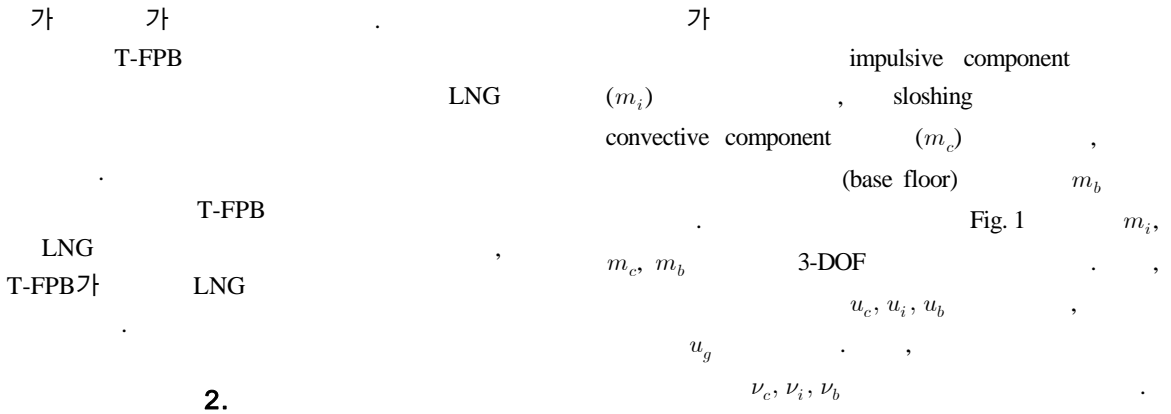 가 가 .
T-FPB
LNG
.
T-FPB
LNG ,
T-FPB가 LNG
.
2.
가
impulsive component
(m_i) , sloshing
convective component (m_c) ,
(base floor) m_b
. Fig. 1 m_i,
m_c, m_b 3-DOF . ,
u_c, u_i, u_b ,
u_g . ,
ν_c, ν_i, ν_b .